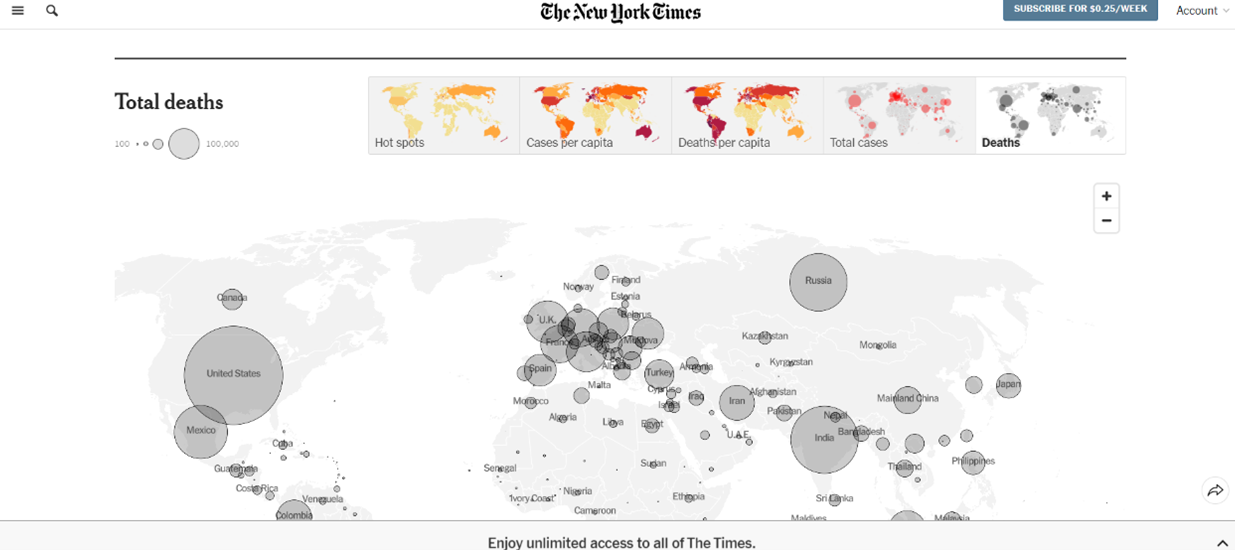 The New York Times
SUBSCRIBE FOR $0.25/WEEK
Account
Total deaths
100
100,000
Hot spots
Cases per capita
Deaths per capita
Total cases
Deaths
+
−
Russia
Finland
Norway
Canada
Estonia
U.K.
Belarus
Kazakhstan
France
Moldova
Mongolia
Kyrgyzstan
Albania
Armenia
United States
Spain
Turkey
Malta
Japan
Cyprus
Afghanistan
Iraq
Mainland China
Morocco
Israel
Iran
Pakistan
Nepal
Algeria
Libya
Egypt
Mexico
U.A.E.
India
Bangladesh
Cuba
Guatemala
Senegal
Sudan
Thailand
Philippines
Costa Rica
Venezuela
Ivory Coast
Nigeria
Ethiopia
Sri Lanka
Cameroon
Colombia
Maldives
Malaysia
Enjoy unlimited access to all of The Times.